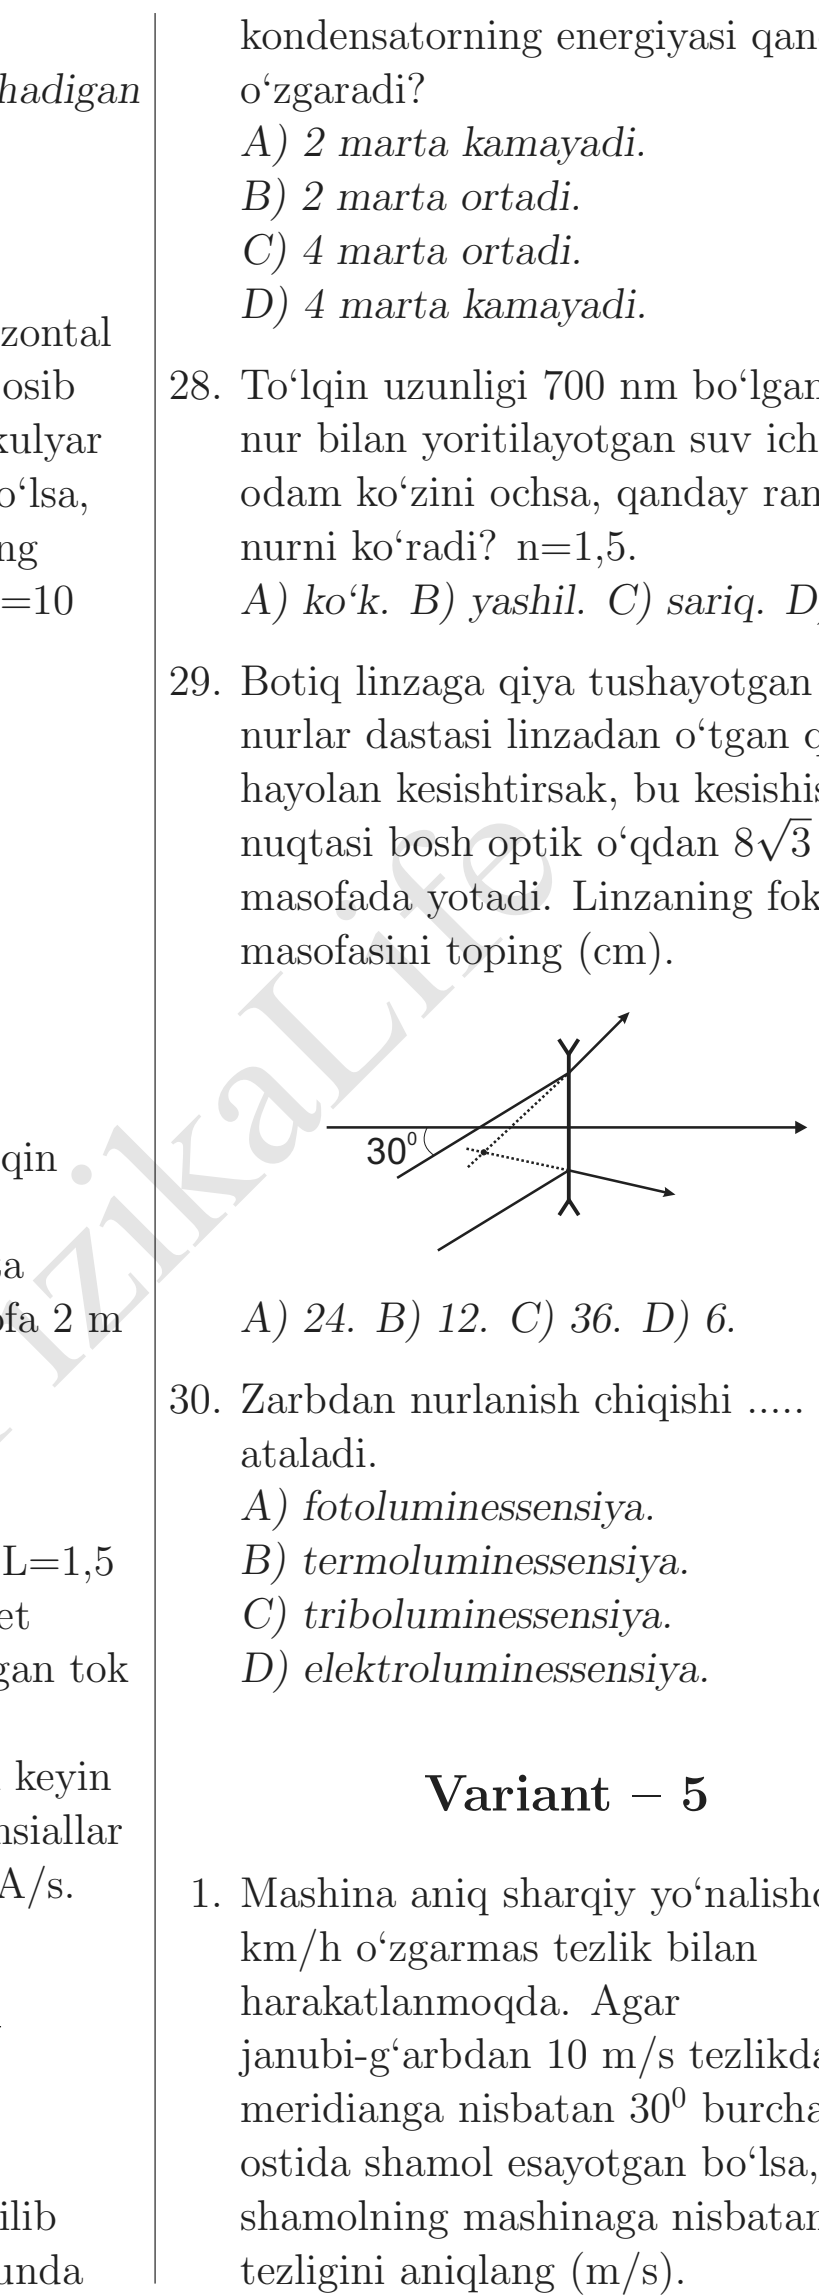 hadigan
zontal
osib
kulyar
o‘lsa,
ng
=10
qin
za
ofa 2 m
L=1,5
et
gan tok
keyin
nsiallar
A/s.
ilib
unda
kondensatorning energiyasi qan
o‘zgaradi?
A) 2 marta kamayadi.
B) 2 marta ortadi.
C) 4 marta ortadi.
D) 4 marta kamayadi.
28. To‘lqin uzunligi 700 nm bo‘lgan
nur bilan yoritilayotgan suv ich
odam ko‘zini ochsa, qanday ran
nurni ko‘radi? n=1,5.
A) ko‘k. B) yashil. C) sariq. D)
29. Botiq linzaga qiya tushayotgan
nurlar dastasi linzadan o‘tgan q
hayolan kesishtirsak, bu kesishis
nuqtasi bosh optik o‘qdan 8√3
masofada yotadi. Linzaning fok
masofasini toping (cm).
30⁰
A) 24. B) 12. C) 36. D) 6.
30. Zarbdan nurlanish chiqishi .....
ataladi.
A) fotoluminessensiya.
B) termoluminessensiya.
C) triboluminessensiya.
D) elektroluminessensiya.
Variant – 5
1. Mashina aniq sharqiy yo‘nalishd
km/h o‘zgarmas tezlik bilan
harakatlanmoqda. Agar
janubi-g‘arbdan 10 m/s tezlikda
meridianga nisbatan 30⁰ burcha
ostida shamol esayotgan bo‘lsa,
shamolning mashinaga nisbatan
tezligini aniqlang (m/s).
FizikaLife